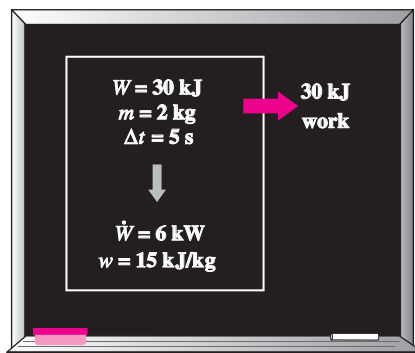 W = 30 kJ
m = 2 kg
Δt = 5 s
Ẇ = 6 kW
w = 15 kJ/kg
30 kJ
work